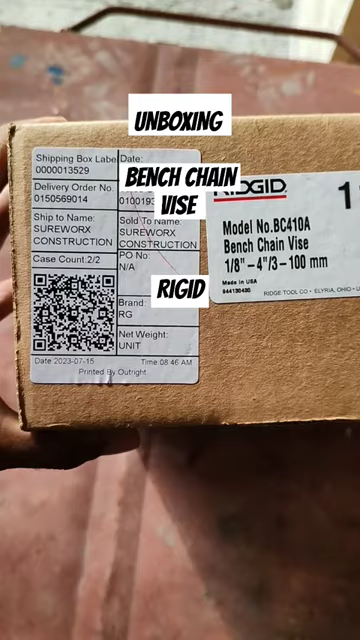 UNBOXING
BENCH CHAIN
VISE
RIGID
Shipping Box Labe
0000013529
Date:
Delivery Order No
0150569014
Ship to Name:
SUREWORX
CONSTRUCTION
Sold To Name:
SUREWORX
CONSTRUCTION
Case Count:2/2
PO No:
N/A
Brand:
RG
Net Weight:
UNIT
Date 2023-07-15
Time:08:46 AM
Printed By Outright
RIDGID
Model No.BC410A
Bench Chain Vise
1/8"-4"/3-100 mm
Made in USA
RIDGE TOOL CO • ELYRIA, OHIO •